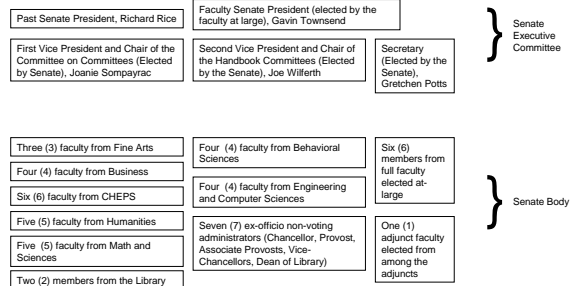 Past Senate President, Richard Rice
Faculty Senate President (elected by the
faculty at large), Gavin Townsend
First Vice President and Chair of the
Committee on Committees (Elected
by Senate), Joanie Sompayrac
Second Vice President and Chair of
the Handbook Committees (Elected
by the Senate), Joe Wilferth
Secretary
(Elected by the
Senate),
Gretchen Potts
Senate
Executive
Committee
Three (3) faculty from Fine Arts
Four (4) faculty from Business
Six (6) faculty from CHEPS
Five (5) faculty from Humanities
Five (5) faculty from Math and
Sciences
Two (2) members from the Library
Four (4) faculty from Behavioral
Sciences
Four (4) faculty from Engineering
and Computer Sciences
Seven (7) ex-officio non-voting
administrators (Chancellor, Provost,
Associate Provosts, Vice-
Chancellors, Dean of Library)
Six (6)
members from
full faculty
elected at-
large
One (1)
adjunct faculty
elected from
among the
adjuncts
Senate Body